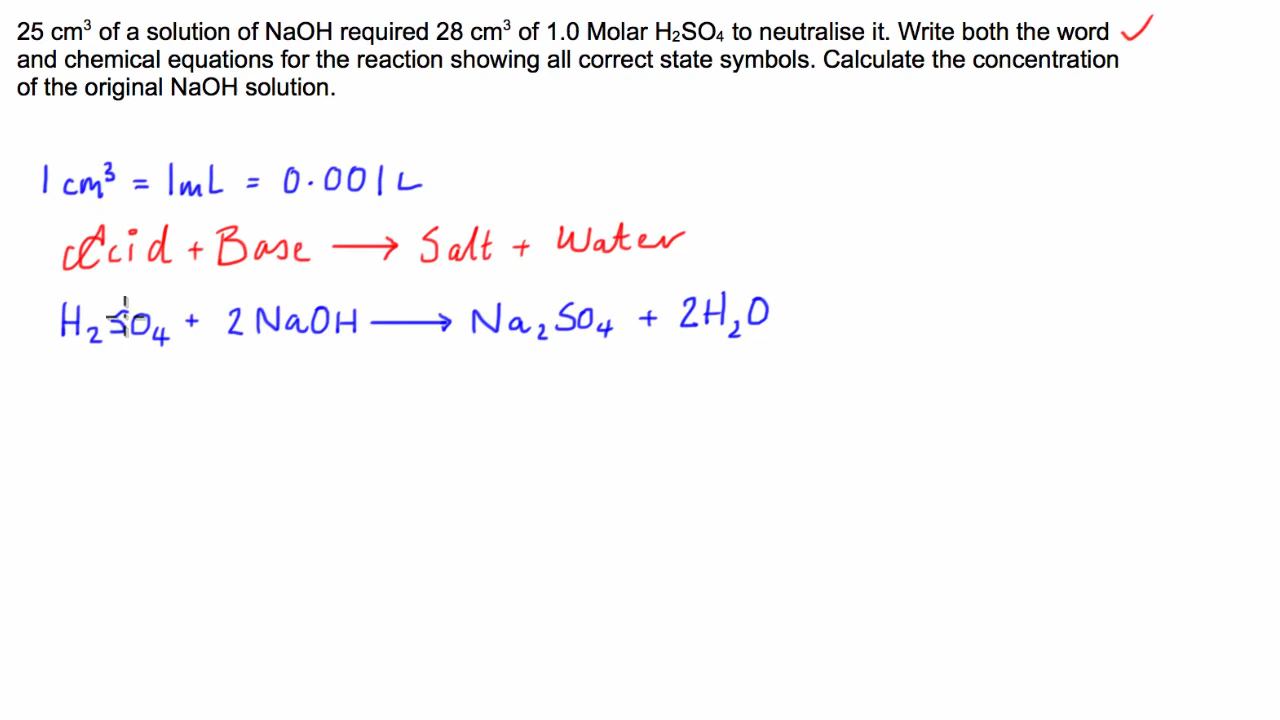 25 cm³ of a solution of NaOH required 28 cm³ of 1.0 Molar H₂SO₄ to neutralise it. Write both the word
and chemical equations for the reaction showing all correct state symbols. Calculate the concentration
of the original NaOH solution.
1 cm³ = 1mL = 0.001L
Acid + Base → Salt + Water
H₂SO₄ + 2NaOH → Na₂SO₄ + 2H₂O